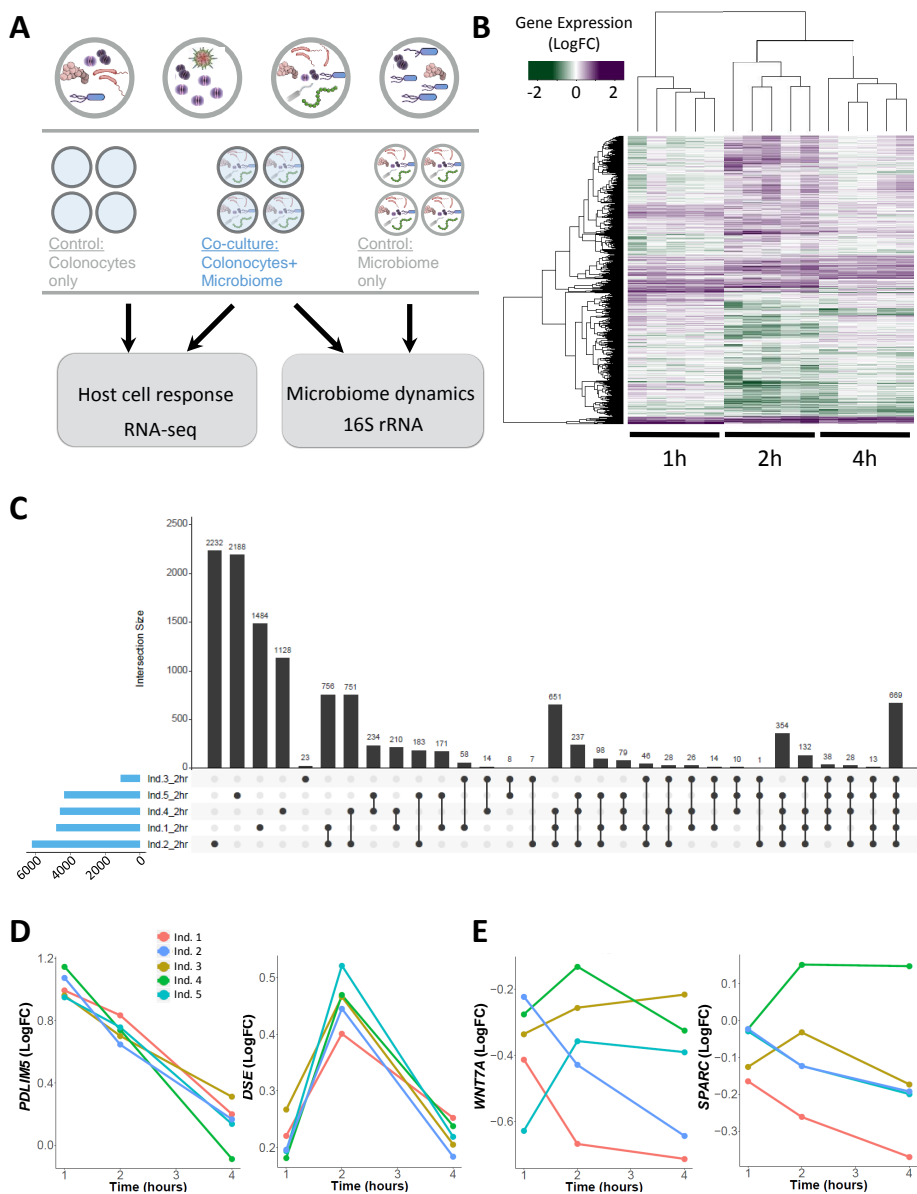 A
Control:
Colonocytes
only
Co-culture:
Colonocytes+
Microbiome
Control:
Microbiome
only
Host cell response
RNA-seq
Microbiome dynamics
16S rRNA
B
Gene Expression
(LogFC)
-2 0 2
1h 2h 4h
C
Intersection Size
2500
2000
1500
1000
500
0
2232 2188 1484 1128 23 756 751 234 210 183 171 58 14 8 7 651 237 98 79 46 28 26 14 10 1 354 132 38 28 13 669
Ind.3_2hr
Ind.5_2hr
Ind.4_2hr
Ind.1_2hr
Ind.2_2hr
6000 4000 2000 0
D
PDLIM5 (LogFC)
1.2
0.8
0.4
0.0
1 2 3 4
Time (hours)
Ind. 1
Ind. 2
Ind. 3
Ind. 4
Ind. 5
DSE (LogFC)
0.5
0.4
0.3
0.2
1 2 3 4
Time (hours)
E
WNT7A (LogFC)
−0.2
−0.4
−0.6
1 2 3 4
Time (hours)
SPARC (LogFC)
0.1
0.0
−0.1
−0.2
−0.3
1 2 3 4
Time (hours)